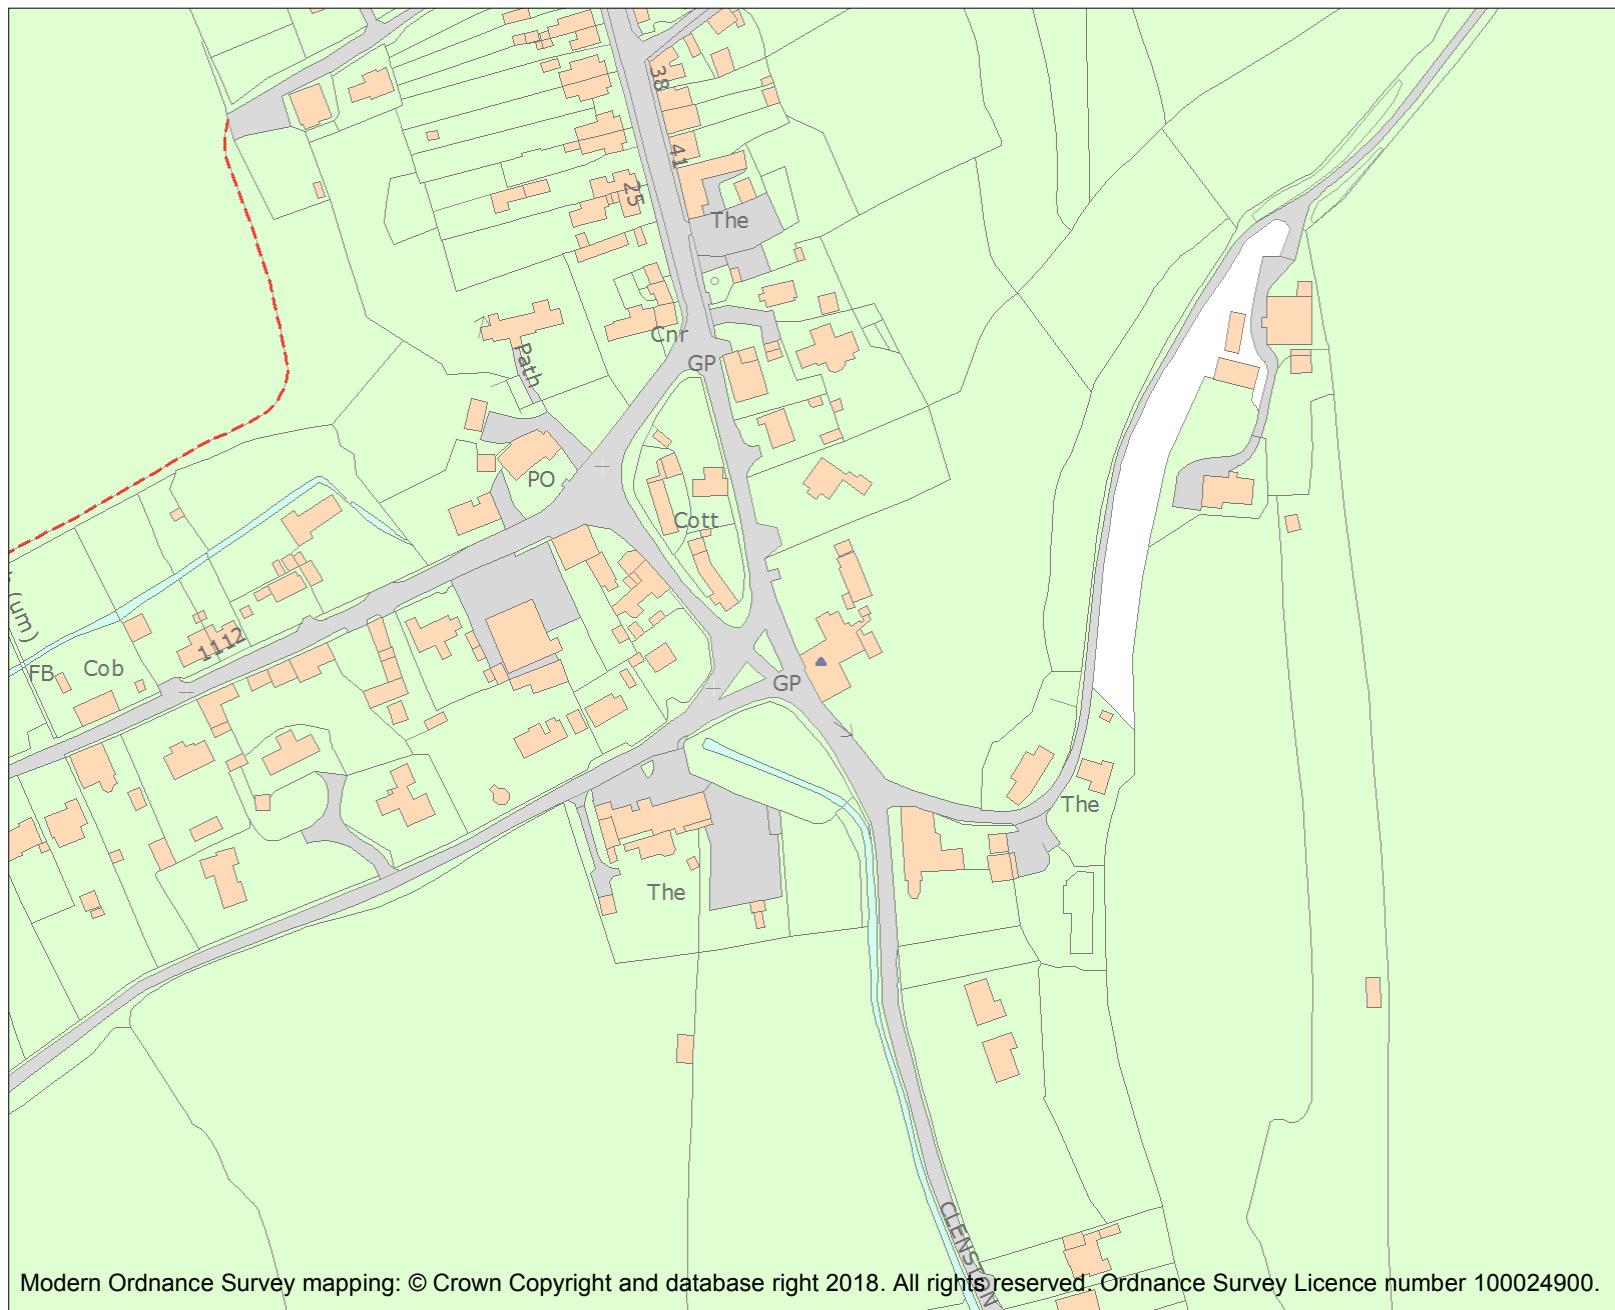 38
41
25
The
Cnr
GP
Path
PO
Cott
(um)
1112
FB
Cob
GP
The
The
CLENSTON
Modern Ordnance Survey mapping: © Crown Copyright and database right 2018. All rights reserved. Ordnance Survey Licence number 100024900.